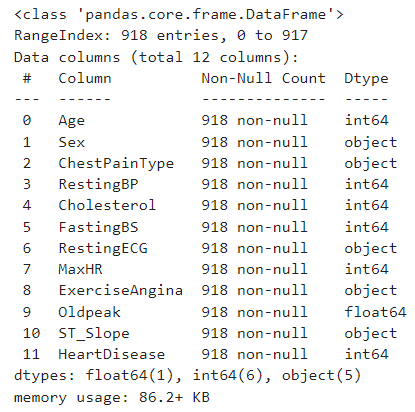 <class 'pandas.core.frame.DataFrame'>
RangeIndex: 918 entries, 0 to 917
Data columns (total 12 columns):
 #   Column          Non-Null Count  Dtype
---  ------          --------------  -----
 0   Age             918 non-null    int64
 1   Sex             918 non-null    object
 2   ChestPainType   918 non-null    object
 3   RestingBP       918 non-null    int64
 4   Cholesterol     918 non-null    int64
 5   FastingBS       918 non-null    int64
 6   RestingECG      918 non-null    object
 7   MaxHR           918 non-null    int64
 8   ExerciseAngina  918 non-null    object
 9   Oldpeak         918 non-null    float64
 10  ST_Slope        918 non-null    object
 11  HeartDisease    918 non-null    int64
dtypes: float64(1), int64(6), object(5)
memory usage: 86.2+ KB